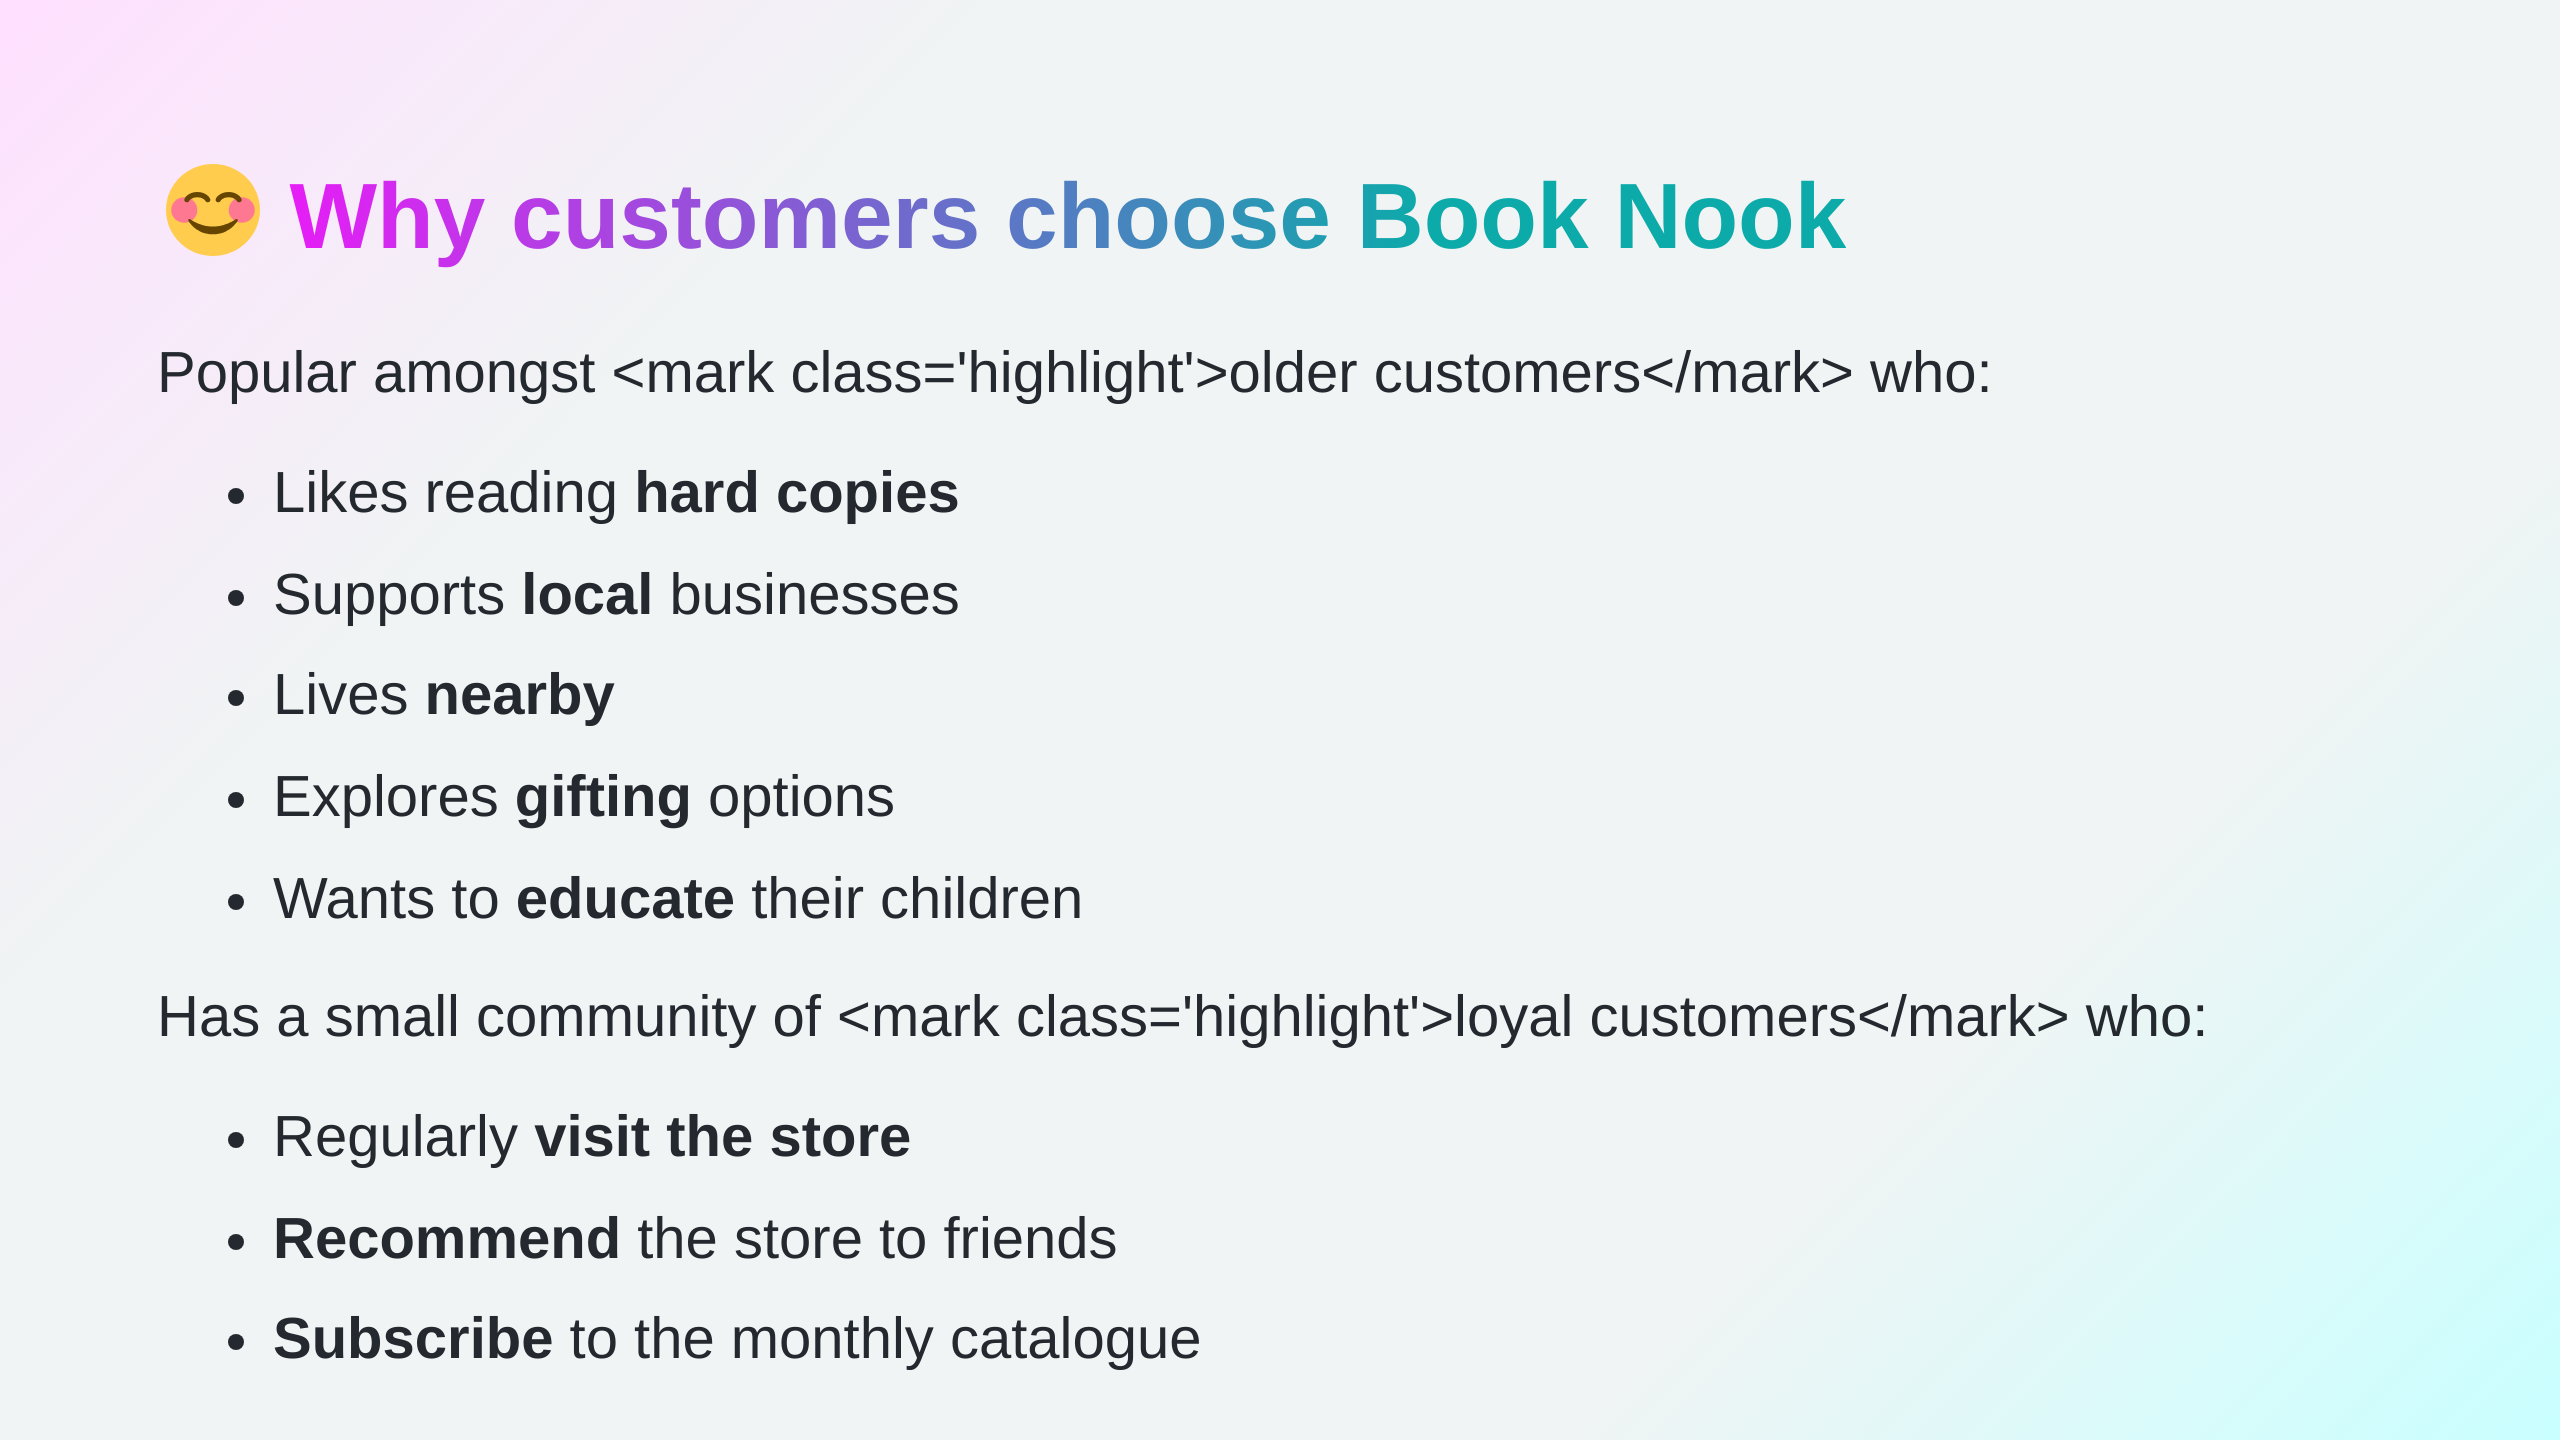 😊 Why customers choose Book Nook
Popular amongst <mark class='highlight'>older customers</mark> who:
• Likes reading hard copies
• Supports local businesses
• Lives nearby
• Explores gifting options
• Wants to educate their children
Has a small community of <mark class='highlight'>loyal customers</mark> who:
• Regularly visit the store
• Recommend the store to friends
• Subscribe to the monthly catalogue